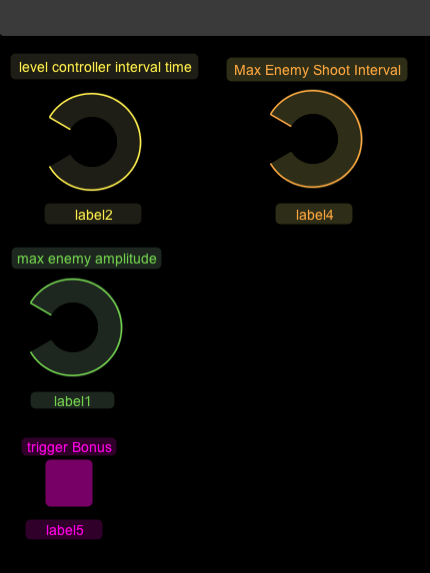 level controller interval time
Max Enemy Shoot Interval
label2
label4
max enemy amplitude
label1
trigger Bonus
label5